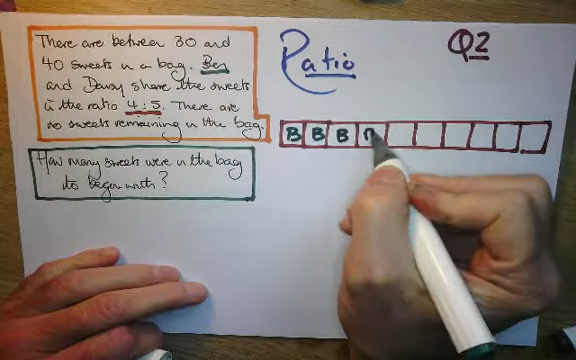 There are between 30 and
40 sweets in a bag. Ben
and Davy share the sweets
in the ratio 4:5. There are
no sweets remaining in the bag.
How many sweets were in the bag
to begin with?
Ratio
Q2
B B B